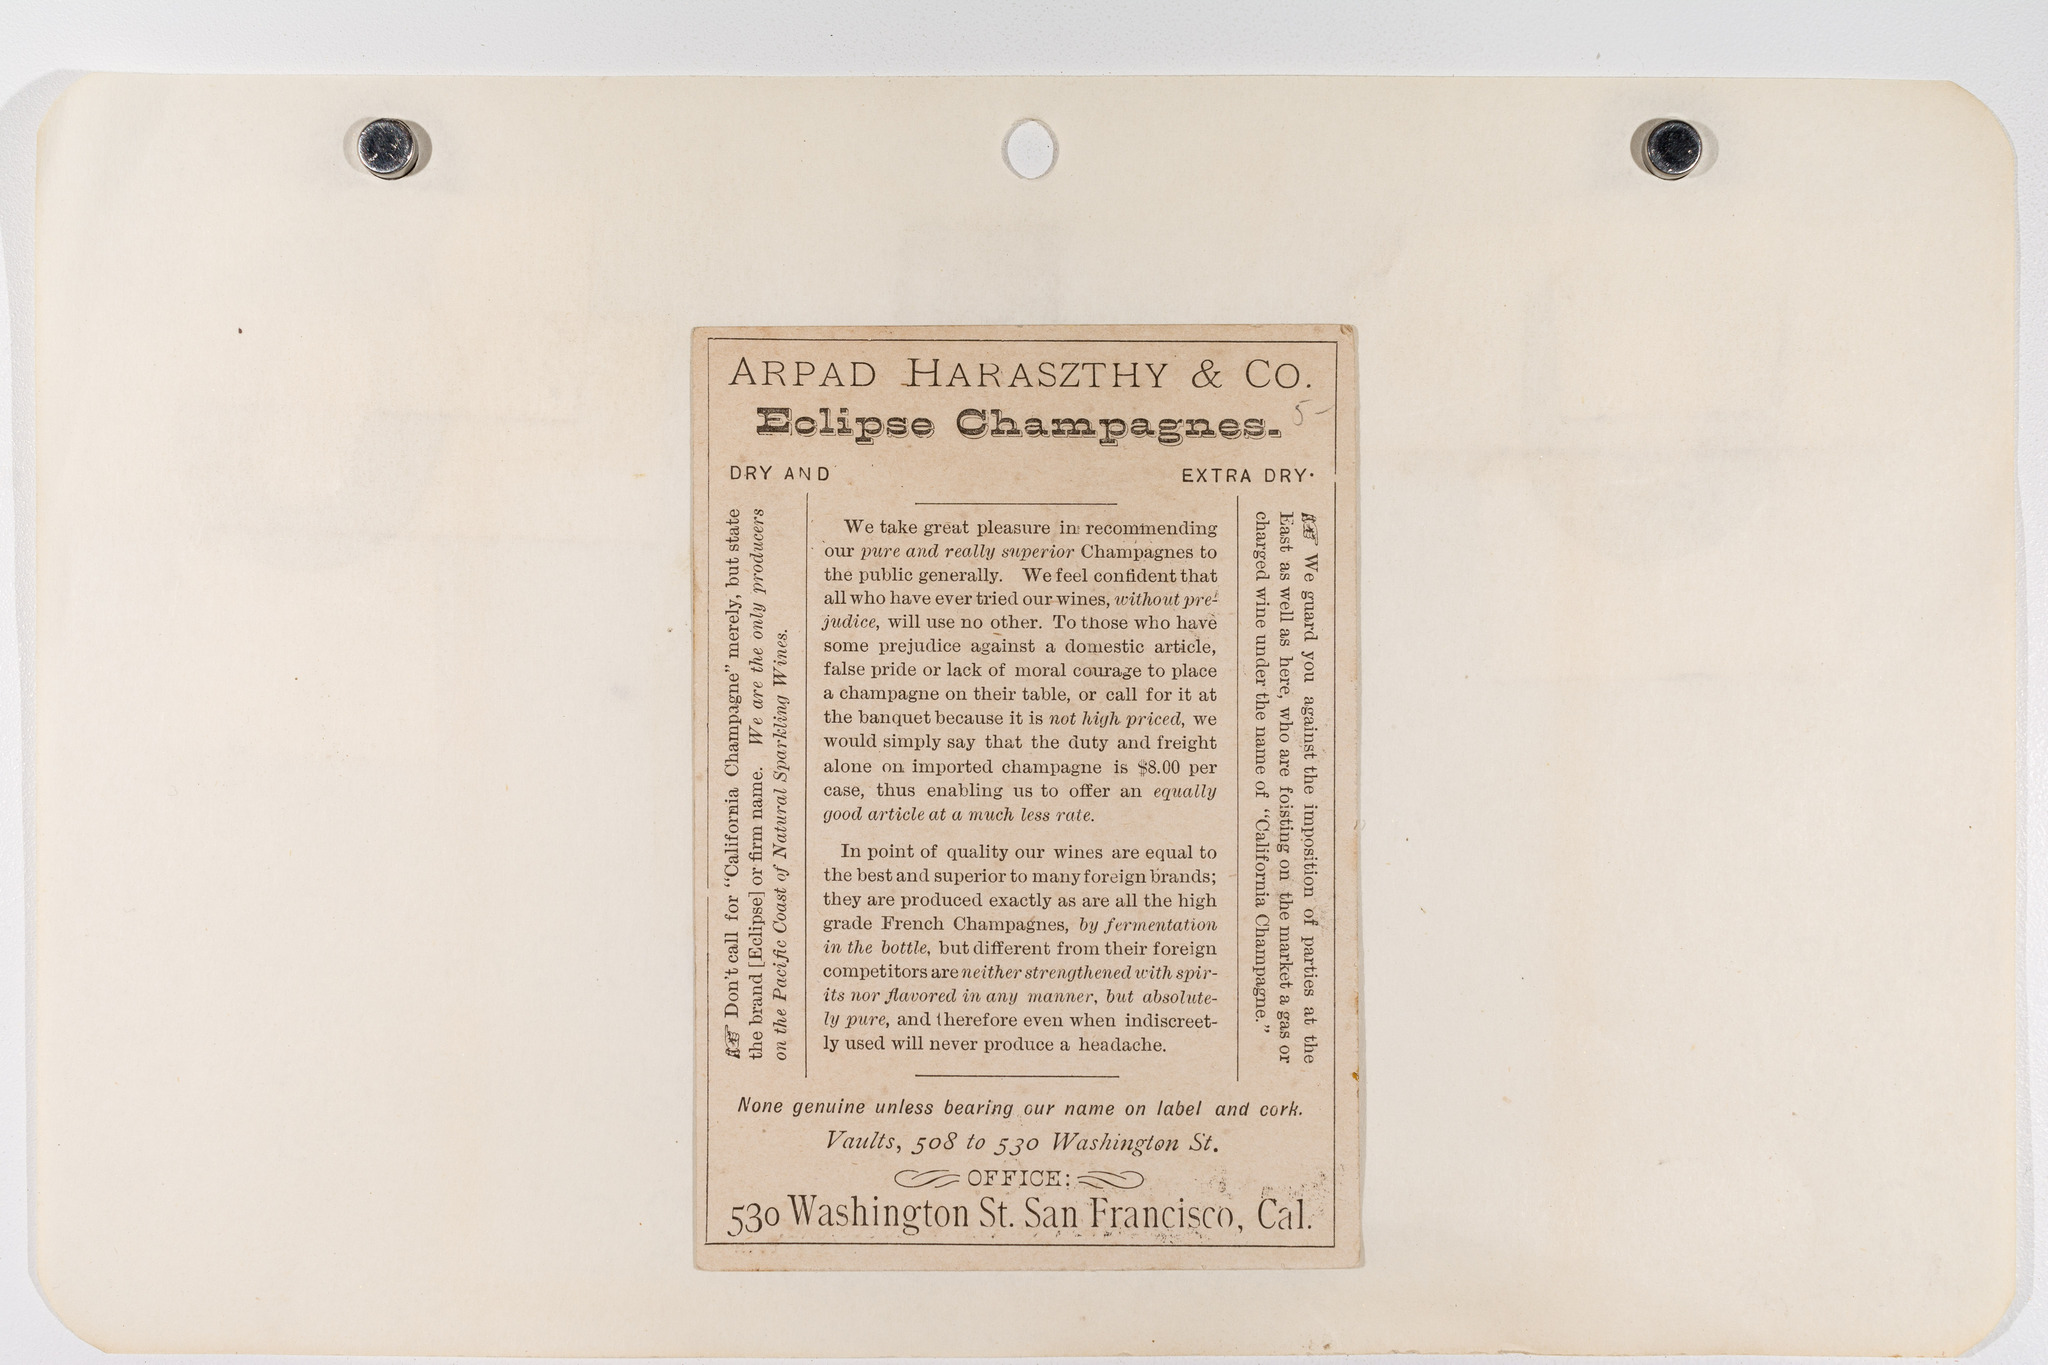 ARPAD HARASZTHY & CO.
Eclipse Champagnes.
5-
DRY AND EXTRA DRY.
☞ Don't call for "California Champagne" merely, but state
the brand [Eclipse] or firm name. We are the only producers
on the Pacific Coast of Natural Sparkling Wines.
We take great pleasure in recommending
our pure and really superior Champagnes to
the public generally. We feel confident that
all who have ever tried our wines, without pre-
judice, will use no other. To those who have
some prejudice against a domestic article,
false pride or lack of moral courage to place
a champagne on their table, or call for it at
the banquet because it is not high priced, we
would simply say that the duty and freight
alone on imported champagne is $8.00 per
case, thus enabling us to offer an equally
good article at a much less rate.
In point of quality our wines are equal to
the best and superior to many foreign brands;
they are produced exactly as are all the high
grade French Champagnes, by fermentation
in the bottle, but different from their foreign
competitors are neither strengthened with spir-
its nor flavored in any manner, but absolute-
ly pure, and therefore even when indiscreet-
ly used will never produce a headache.
☞ We guard you against the imposition of parties at the
East as well as here, who are foisting on the market a gas or
charged wine under the name of "California Champagne."
None genuine unless bearing our name on label and cork.
Vaults, 508 to 530 Washington St.
OFFICE:
530 Washington St. San Francisco, Cal.